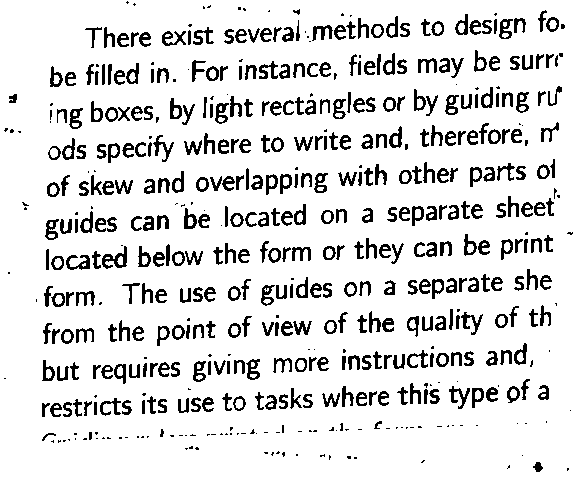 There exist several methods to design fo
be filled in. For instance, fields may be surr
ing boxes, by light rectangles or by guiding ru
ods specify where to write and, therefore, m
of skew and overlapping with other parts of
guides can be located on a separate sheet
located below the form or they can be print
form. The use of guides on a separate she
from the point of view of the quality of th
but requires giving more instructions and,
restricts its use to tasks where this type of a